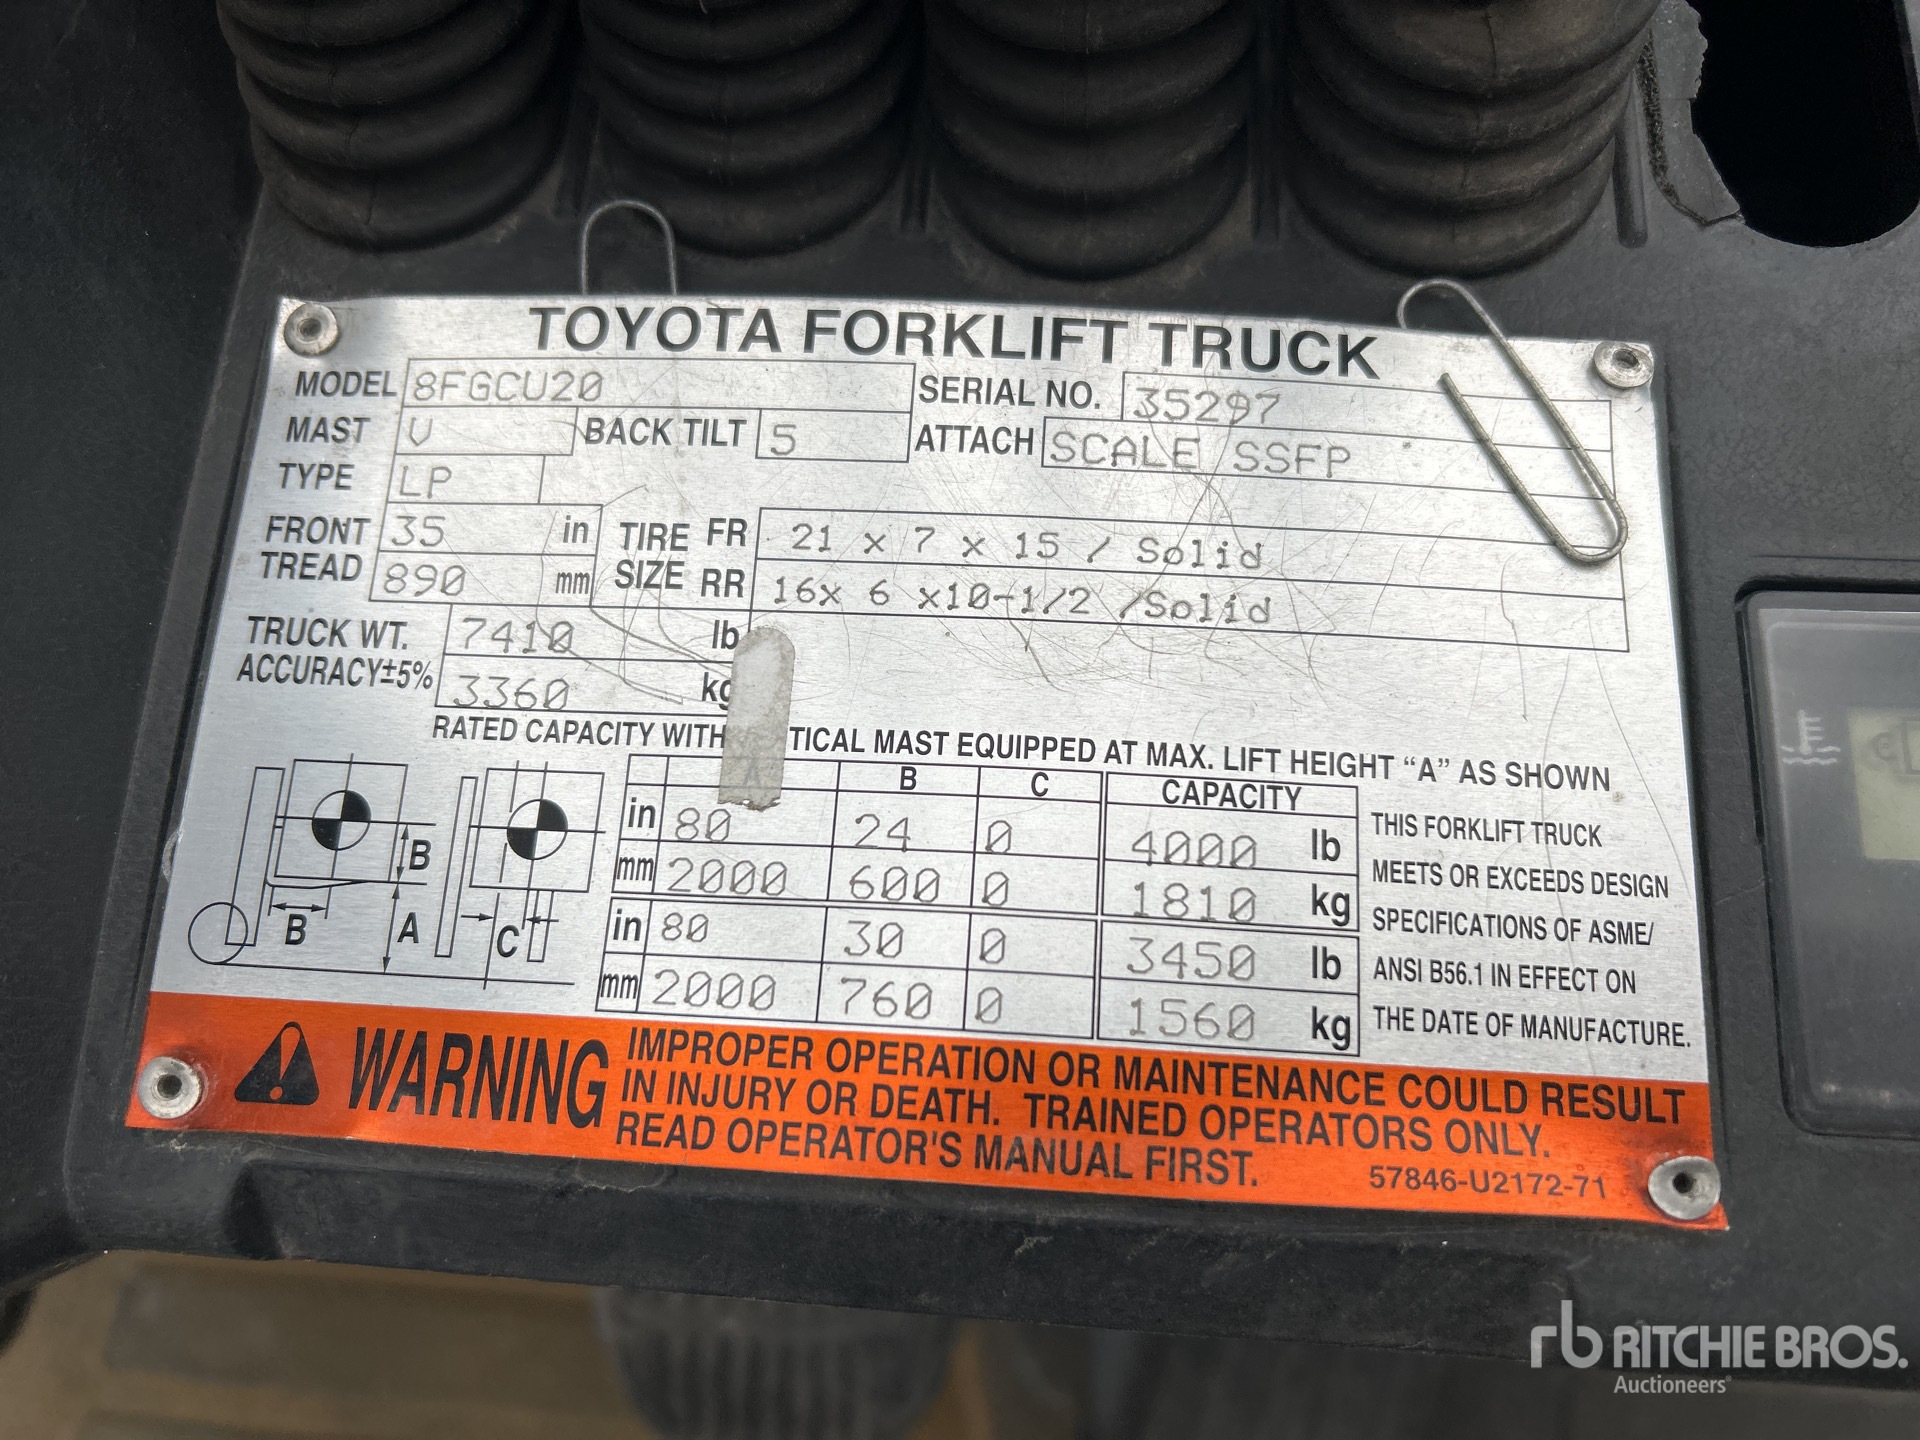 TOYOTA FORKLIFT TRUCK
MODEL 8FGCU20 SERIAL NO. 35297
MAST V BACK TILT 5 ATTACH SCALE SSFP
TYPE LP
FRONT TREAD 35 in TIRE SIZE FR 21 x 7 x 15 / Solid
890 mm RR 16x 6 x10-1/2 /Solid
TRUCK WT. 7410 lb
ACCURACY±5% 3360 kg
RATED CAPACITY WITH TICAL MAST EQUIPPED AT MAX. LIFT HEIGHT “A” AS SHOWN
A B C CAPACITY
in 80 24 0 4000 lb
mm 2000 600 0 1810 kg
in 80 30 0 3450 lb
mm 2000 760 0 1560 kg
B
B A C
THIS FORKLIFT TRUCK
MEETS OR EXCEEDS DESIGN
SPECIFICATIONS OF ASME/
ANSI B56.1 IN EFFECT ON
THE DATE OF MANUFACTURE.
WARNING
IMPROPER OPERATION OR MAINTENANCE COULD RESULT
IN INJURY OR DEATH. TRAINED OPERATORS ONLY.
READ OPERATOR'S MANUAL FIRST.
57846-U2172-71
rb RITCHIE BROS.
Auctioneers